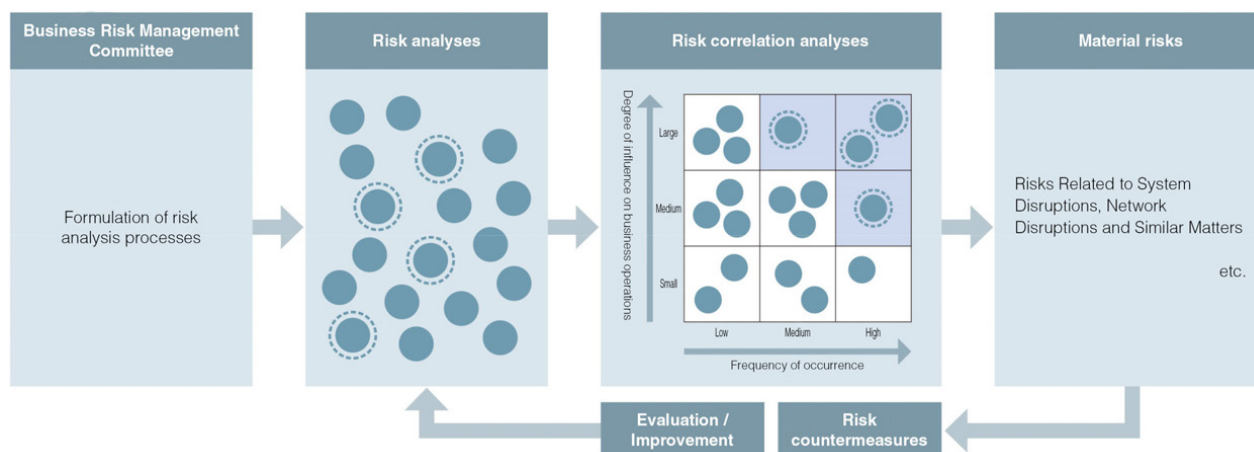 Business Risk Management
Committee
Risk analyses
Risk correlation analyses
Material risks
Formulation of risk
analysis processes
Degree of influence on business operations
Large
Medium
Small
Low
Medium
High
Frequency of occurrence
Risks Related to System
Disruptions, Network
Disruptions and Similar Matters
etc.
Evaluation /
Improvement
Risk
countermeasures